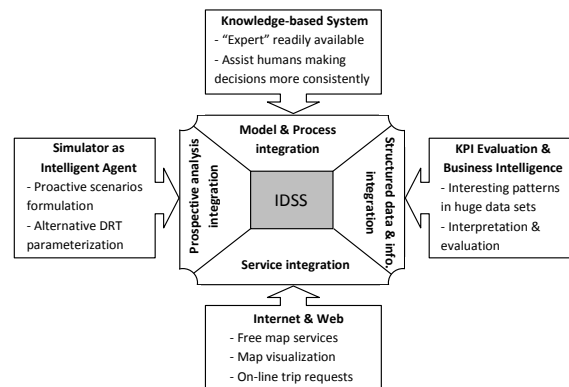 Knowledge-based System
- “Expert” readily available
- Assist humans making
decisions more consistently
Simulator as
Intelligent Agent
- Proactive scenarios
formulation
- Alternative DRT
parameterization
Model & Process
integration
Prospective analysis
integration
IDSS
Structured data & info.
integration
Service integration
KPI Evaluation &
Business Intelligence
- Interesting patterns
in huge data sets
- Interpretation &
evaluation
Internet & Web
- Free map services
- Map visualization
- On-line trip requests